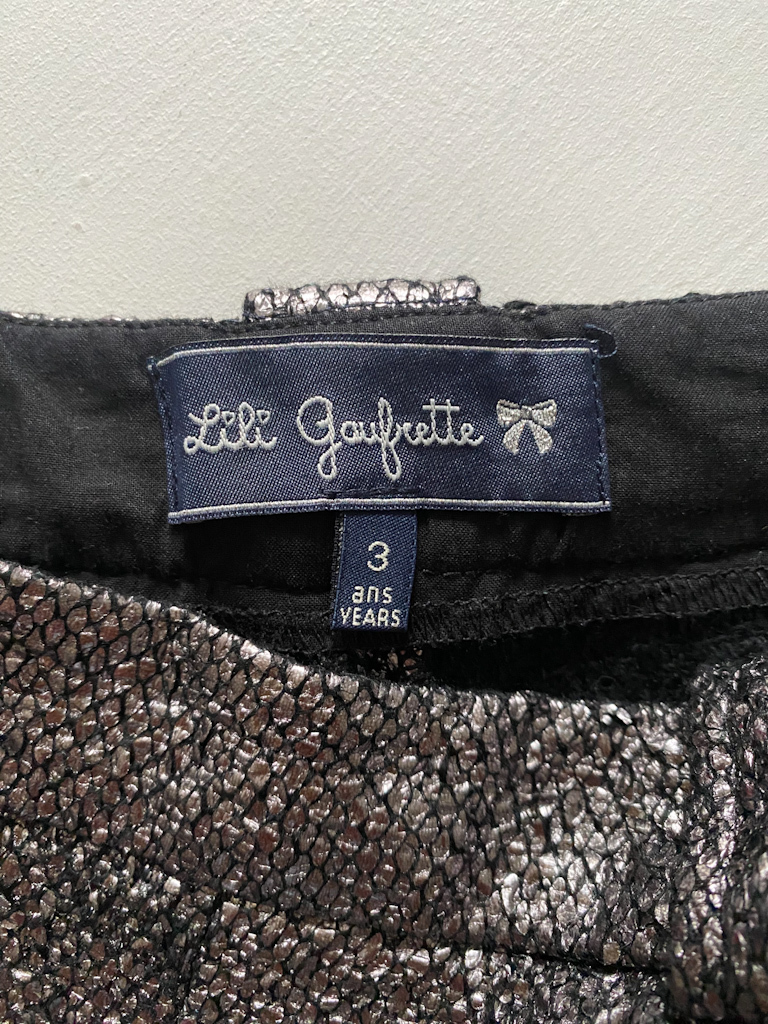 Lili Gaufrette
3
ans
YEARS